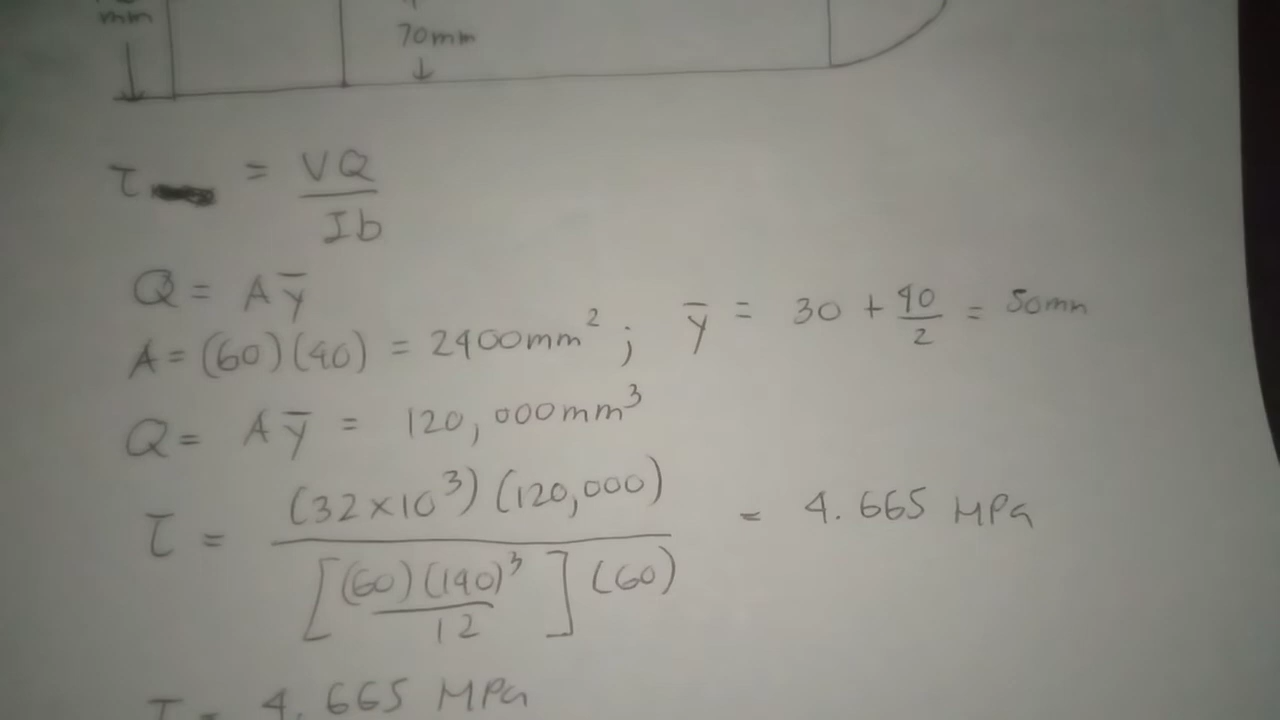 mm
70mm
τ = VQ / Ib
Q = Aȳ
A = (60)(40) = 2400mm² ; ȳ = 30 + 40/2 = 50mm
Q = Aȳ = 120,000mm³
τ = (32×10³)(120,000) / [(60)(140)³/12](60) = 4.665 MPa
τ = 4.665 MPa